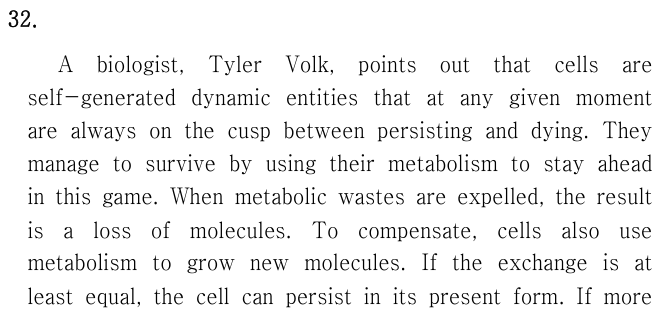 32.
A biologist, Tyler Volk, points out that cells are
self-generated dynamic entities that at any given moment
are always on the cusp between persisting and dying. They
manage to survive by using their metabolism to stay ahead
in this game. When metabolic wastes are expelled, the result
is a loss of molecules. To compensate, cells also use
metabolism to grow new molecules. If the exchange is at
least equal, the cell can persist in its present form. If more